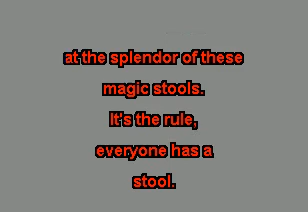 at the splendor of these
magic stools.
It's the rule,
everyone has a
stool.